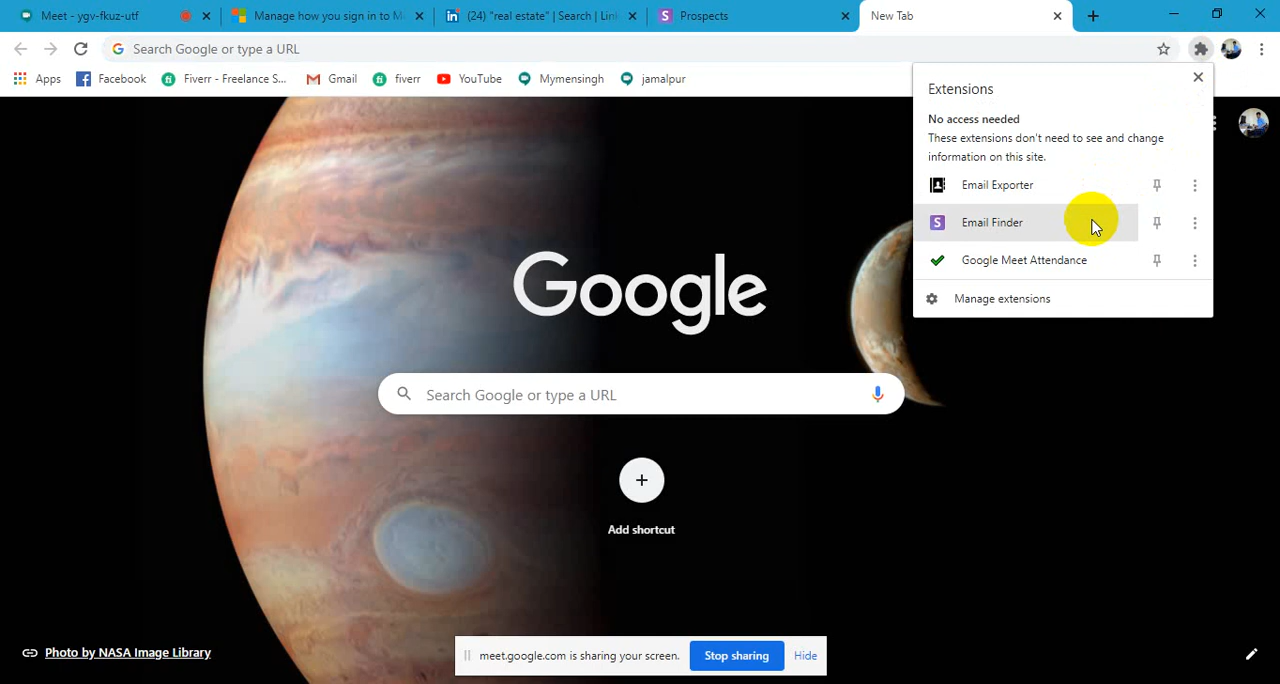 Meet - ygv-fkuz-utf
Manage how you sign in to M
(24) "real estate" | Search | Lin
Prospects
New Tab
Search Google or type a URL
Apps
Facebook
Fiverr - Freelance S...
Gmail
fiverr
YouTube
Mymensingh
jamalpur
Extensions
No access needed
These extensions don't need to see and change
information on this site.
Email Exporter
Email Finder
Google Meet Attendance
Manage extensions
Google
Search Google or type a URL
Add shortcut
meet.google.com is sharing your screen.
Stop sharing
Hide
Photo by NASA Image Library